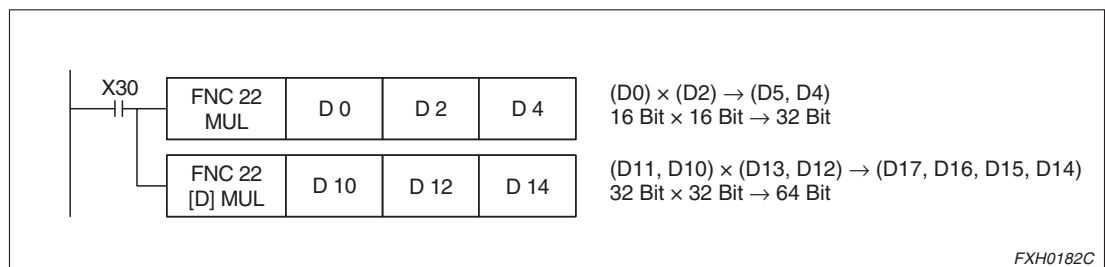 X30
FNC 22
MUL
D 0
D 2
D 4
(D0) × (D2) → (D5, D4)
16 Bit × 16 Bit → 32 Bit
FNC 22
[D] MUL
D 10
D 12
D 14
(D11, D10) × (D13, D12) → (D17, D16, D15, D14)
32 Bit × 32 Bit → 64 Bit
FXH0182C